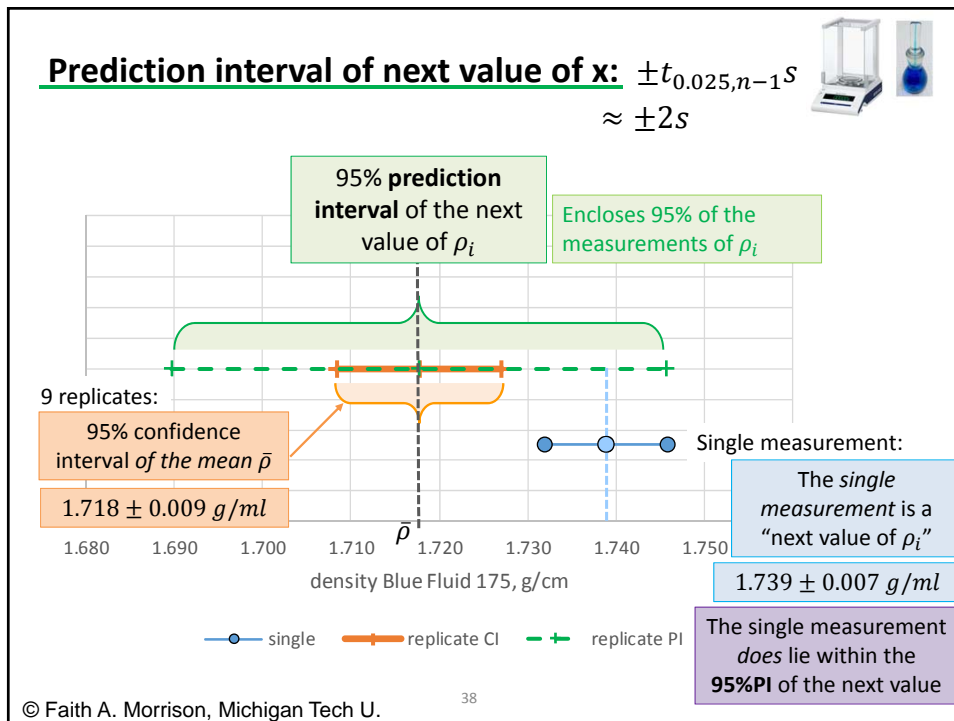 Prediction interval of next value of x: ±t₀.₀₂₅,ₙ₋₁s
≈ ±2s
95% prediction
interval of the next
value of ρᵢ
Encloses 95% of the
measurements of ρᵢ
9 replicates:
95% confidence
interval of the mean ρ̄
1.718 ± 0.009 g/ml
Single measurement:
The single
measurement is a
“next value of ρᵢ”
1.739 ± 0.007 g/ml
The single measurement
does lie within the
95%PI of the next value
ρ̄
1.680 1.690 1.700 1.710 1.720 1.730 1.740 1.750
density Blue Fluid 175, g/cm
single replicate CI replicate PI
38
© Faith A. Morrison, Michigan Tech U.